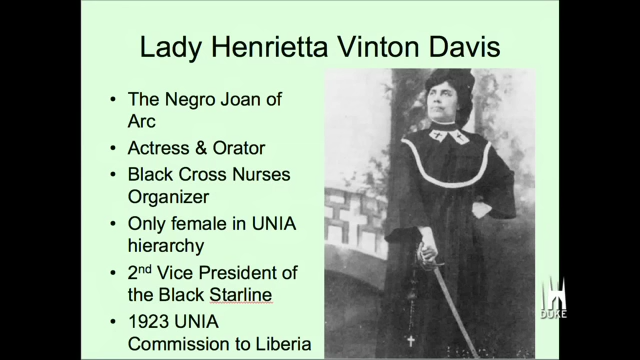 Lady Henrietta Vinton Davis
• The Negro Joan of
Arc
• Actress & Orator
• Black Cross Nurses
Organizer
• Only female in UNIA
hierarchy
• 2nd Vice President of
the Black Starline
• 1923 UNIA
Commission to Liberia
DUKE